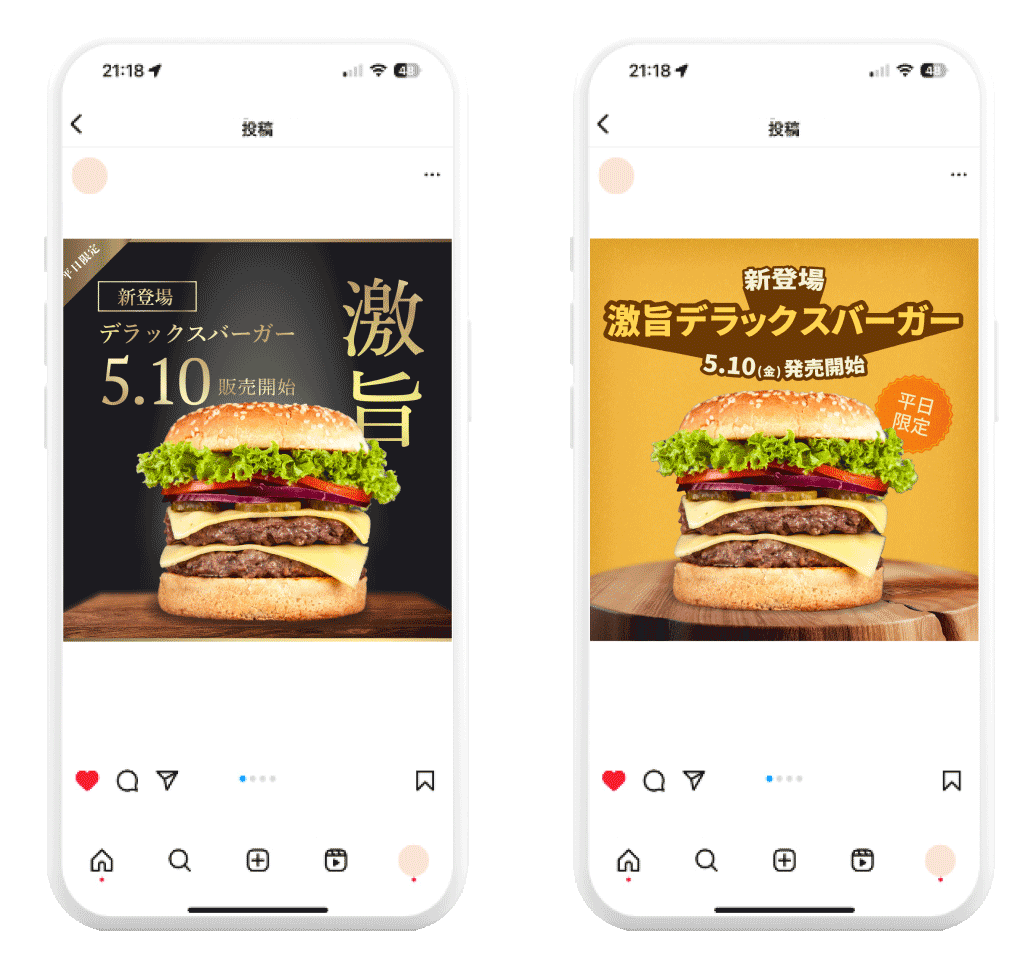 21:18
48
投稿
平日限定
新登場
デラックスバーガー
5.10 販売開始
激旨
21:18
48
投稿
新登場
激旨デラックスバーガー
5.10(金)発売開始
平日
限定